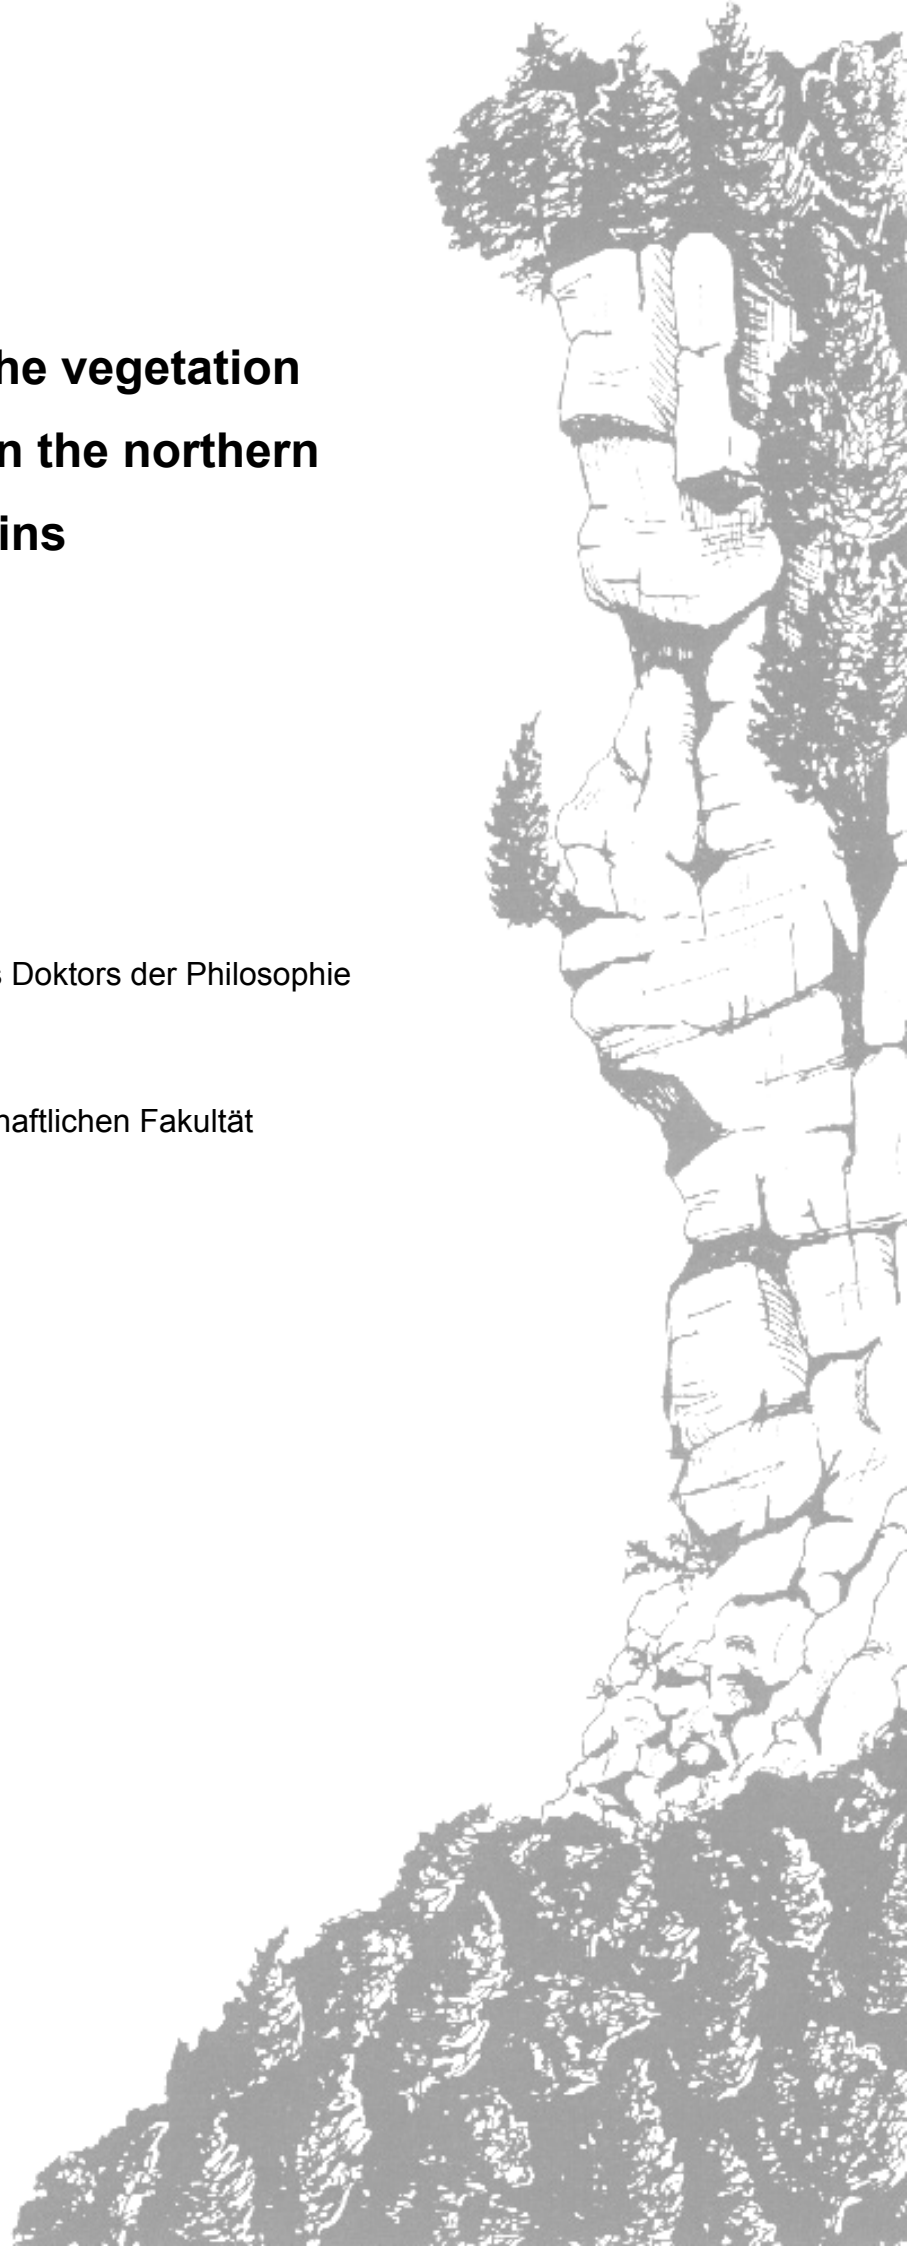 he vegetation
n the northern
ins
s Doktors der Philosophie
haftlichen Fakultät